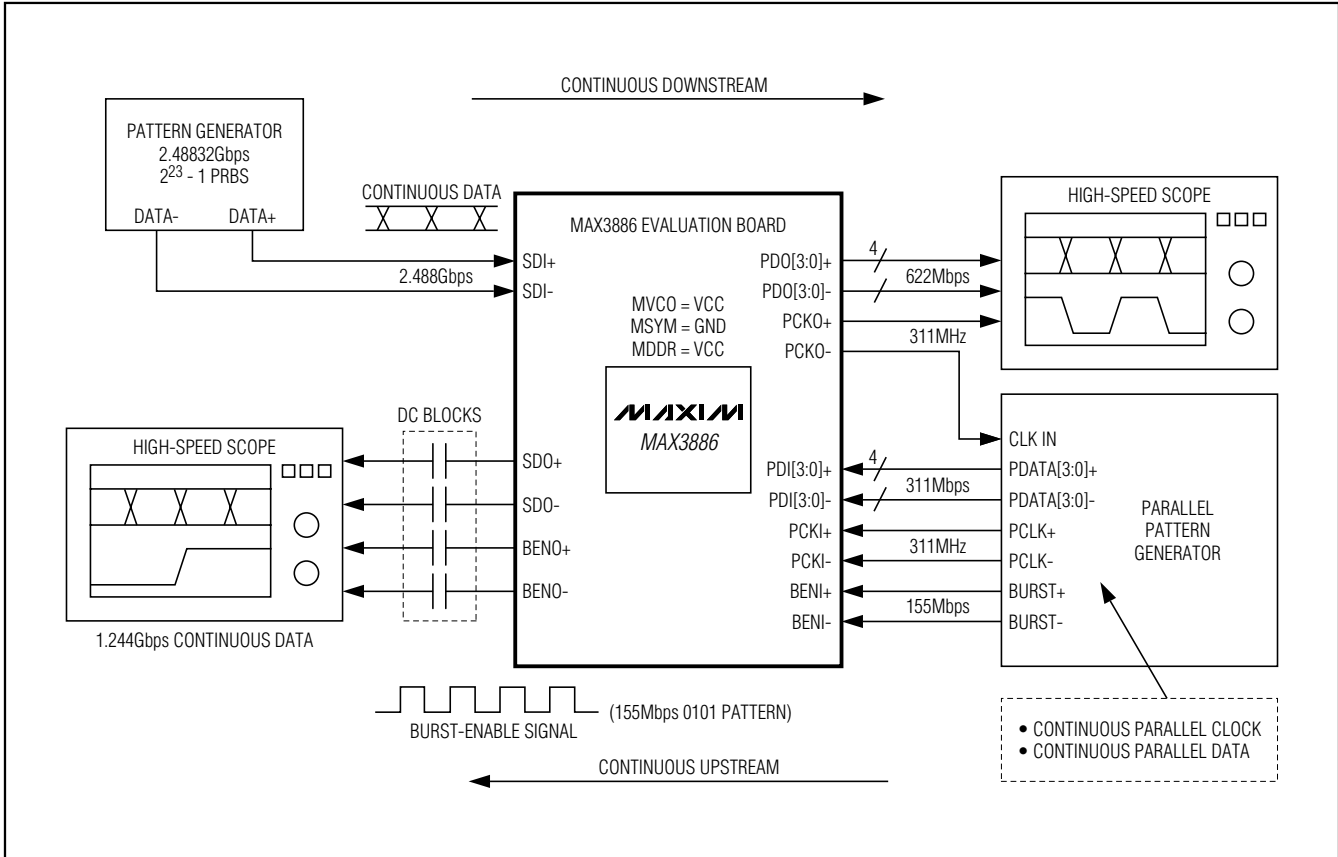 CONTINUOUS DOWNSTREAM
PATTERN GENERATOR
2.48832Gbps
2²³ - 1 PRBS
DATA-
DATA+
CONTINUOUS DATA
2.488Gbps
MAX3886 EVALUATION BOARD
SDI+
SDI-
MVCO = VCC
MSYM = GND
MDDR = VCC
MAXIM
MAX3886
PDO[3:0]+
PDO[3:0]-
PCKO+
PCKO-
4
622Mbps
311MHz
HIGH-SPEED SCOPE
DC BLOCKS
HIGH-SPEED SCOPE
1.244Gbps CONTINUOUS DATA
SDO+
SDO-
BENO+
BENO-
PDI[3:0]+
PDI[3:0]-
PCKI+
PCKI-
BENI+
BENI-
4
311Mbps
311MHz
155Mbps
CLK IN
PDATA[3:0]+
PDATA[3:0]-
PCLK+
PCLK-
BURST+
BURST-
PARALLEL
PATTERN
GENERATOR
(155Mbps 0101 PATTERN)
BURST-ENABLE SIGNAL
CONTINUOUS UPSTREAM
• CONTINUOUS PARALLEL CLOCK
• CONTINUOUS PARALLEL DATA